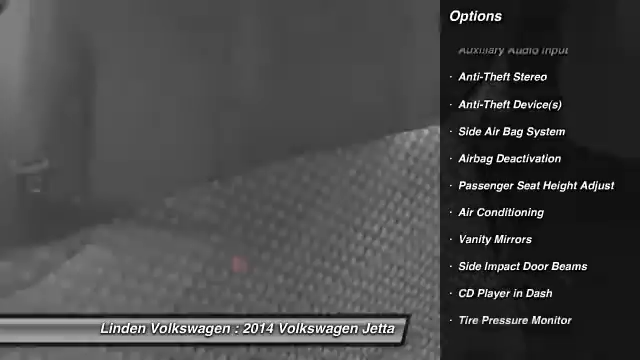 Options
Auxiliary Audio Input
· Anti-Theft Stereo
· Anti-Theft Device(s)
· Side Air Bag System
· Airbag Deactivation
· Passenger Seat Height Adjust
· Air Conditioning
· Vanity Mirrors
· Side Impact Door Beams
· CD Player in Dash
· Tire Pressure Monitor
Linden Volkswagen : 2014 Volkswagen Jetta